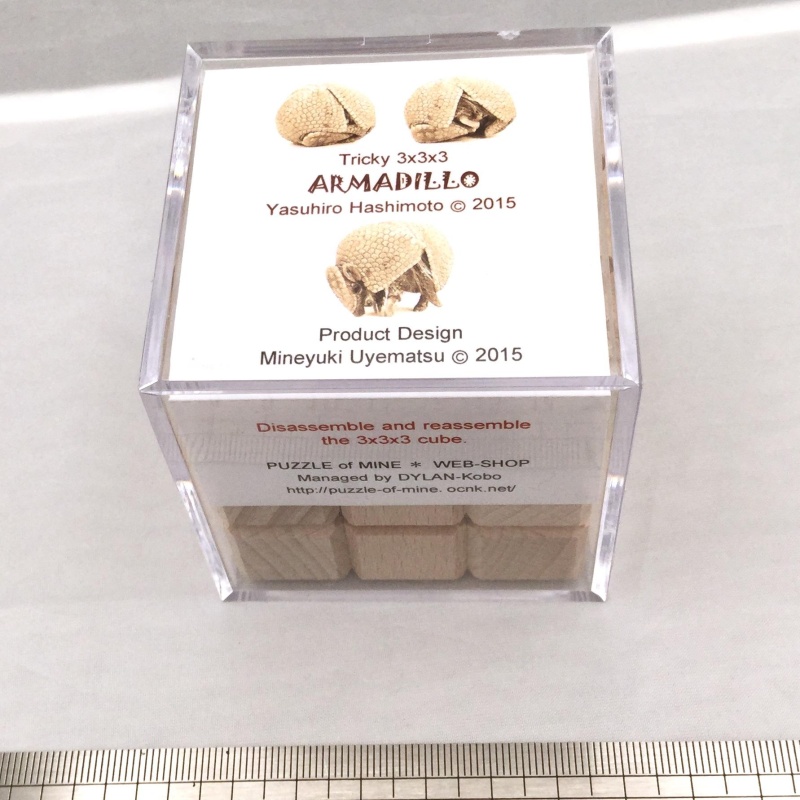 Tricky 3x3x3
ARMADILLO
Yasuhiro Hashimoto © 2015
Product Design
Mineyuki Uyematsu © 2015
Disassemble and reassemble
the 3x3x3 cube.
PUZZLE of MINE * WEB-SHOP
Managed by DYLAN-Kobo
http://puzzle-of-mine. ocnk.net/